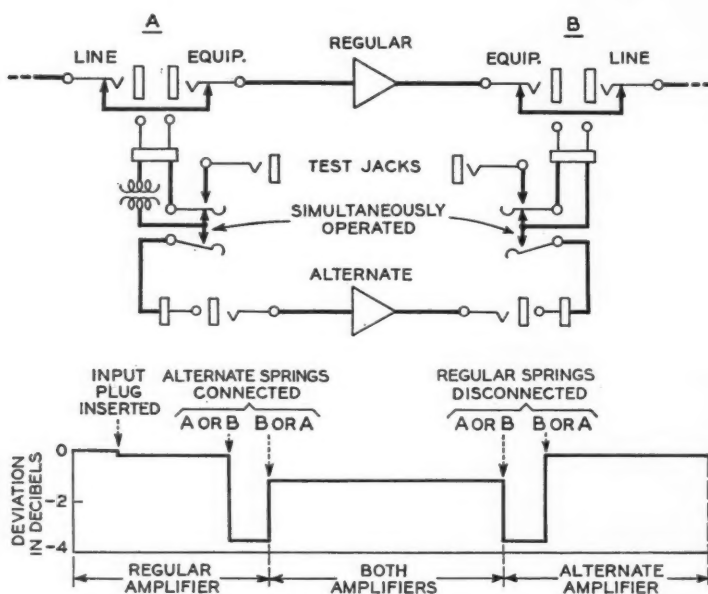 A
B
LINE
EQUIP.
REGULAR
EQUIP.
LINE
TEST JACKS
SIMULTANEOUSLY
OPERATED
ALTERNATE
INPUT
PLUG
INSERTED
ALTERNATE SPRINGS
CONNECTED
A OR B
B OR A
REGULAR SPRINGS
DISCONNECTED
A OR B
B OR A
DEVIATION
IN DECIBELS
0
-2
-4
REGULAR
AMPLIFIER
BOTH
AMPLIFIERS
ALTERNATE
AMPLIFIER